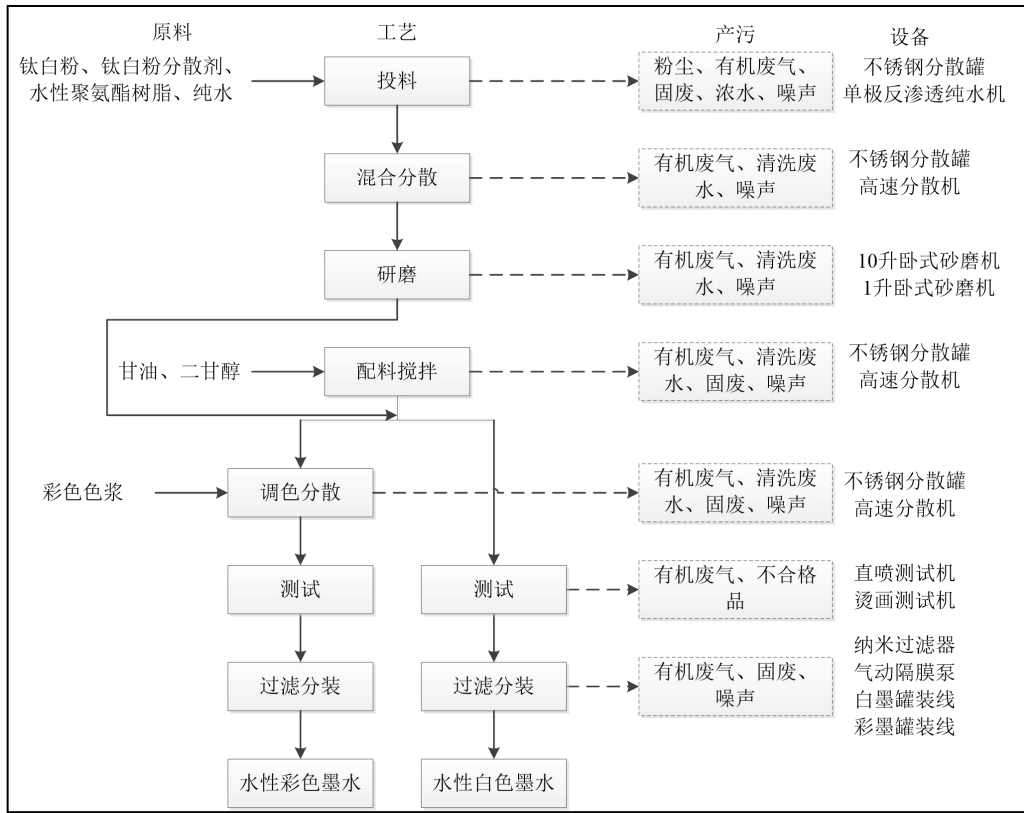 原料
工艺
产污
设备
钛白粉、钛白粉分散剂、
水性聚氨酯树脂、纯水
投料
粉尘、有机废气、
固废、浓水、噪声
不锈钢分散罐
单极反渗透纯水机
混合分散
有机废气、清洗废
水、噪声
不锈钢分散罐
高速分散机
研磨
有机废气、清洗废
水、噪声
10升卧式砂磨机
1升卧式砂磨机
甘油、二甘醇
配料搅拌
有机废气、清洗废
水、固废、噪声
不锈钢分散罐
高速分散机
彩色色浆
调色分散
有机废气、清洗废
水、固废、噪声
不锈钢分散罐
高速分散机
测试
测试
有机废气、不合格
品
直喷测试机
烫画测试机
过滤分装
过滤分装
有机废气、固废、
噪声
纳米过滤器
气动隔膜泵
白墨罐装线
彩墨罐装线
水性彩色墨水
水性白色墨水